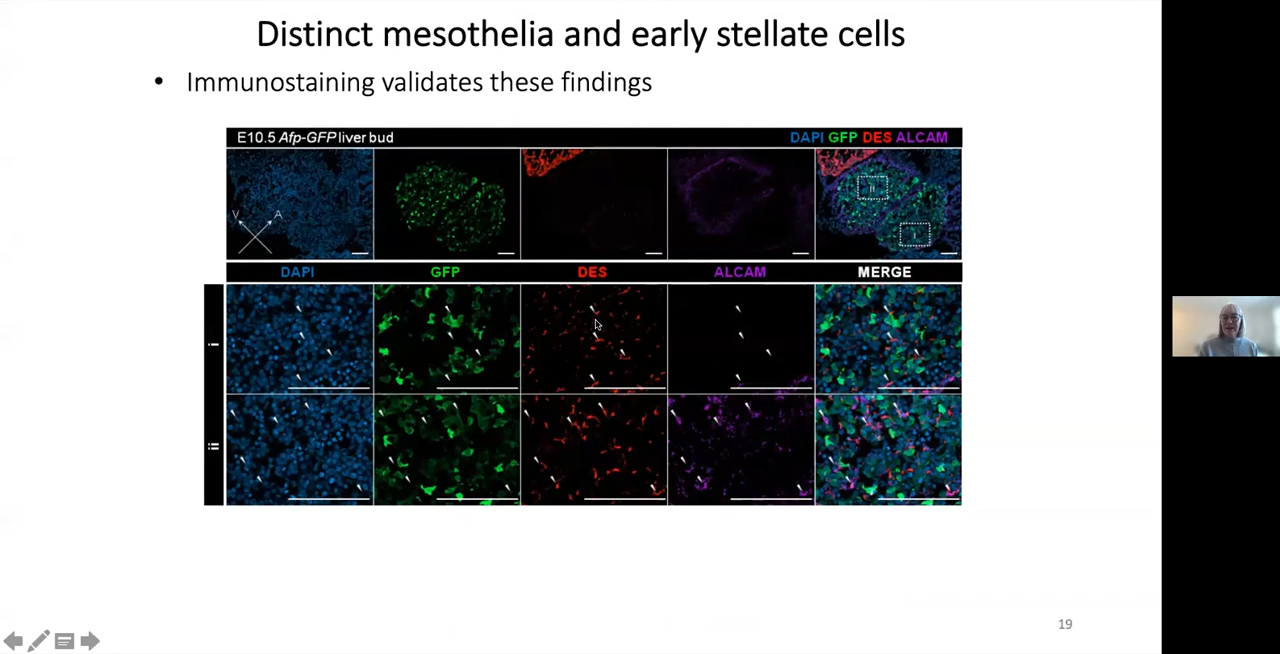 Distinct mesothelia and early stellate cells
• Immunostaining validates these findings
E10.5 Afp-GFP liver bud DAPI GFP DES ALCAM
V A
II
I
DAPI GFP DES ALCAM MERGE
I
II
19